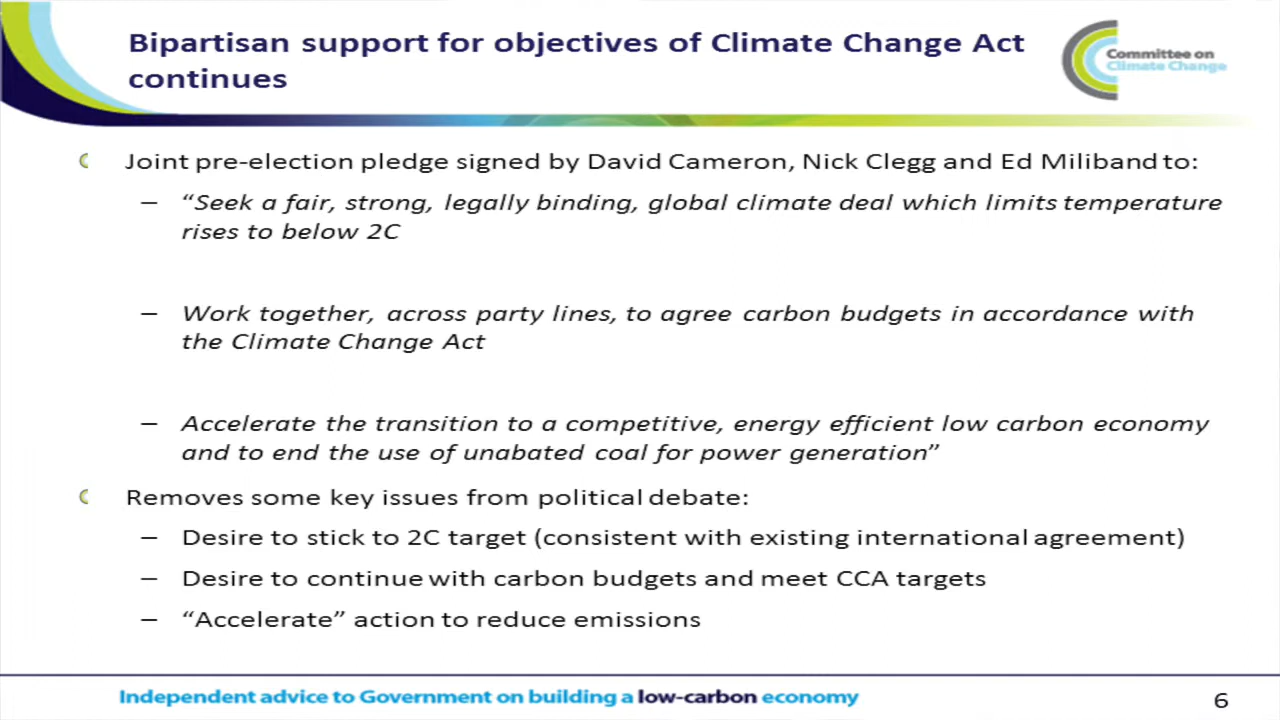 Bipartisan support for objectives of Climate Change Act
continues
Committee on
Climate Change
Joint pre-election pledge signed by David Cameron, Nick Clegg and Ed Miliband to:
– “Seek a fair, strong, legally binding, global climate deal which limits temperature
rises to below 2C
– Work together, across party lines, to agree carbon budgets in accordance with
the Climate Change Act
– Accelerate the transition to a competitive, energy efficient low carbon economy
and to end the use of unabated coal for power generation”
Removes some key issues from political debate:
– Desire to stick to 2C target (consistent with existing international agreement)
– Desire to continue with carbon budgets and meet CCA targets
– “Accelerate” action to reduce emissions
Independent advice to Government on building a low-carbon economy
6